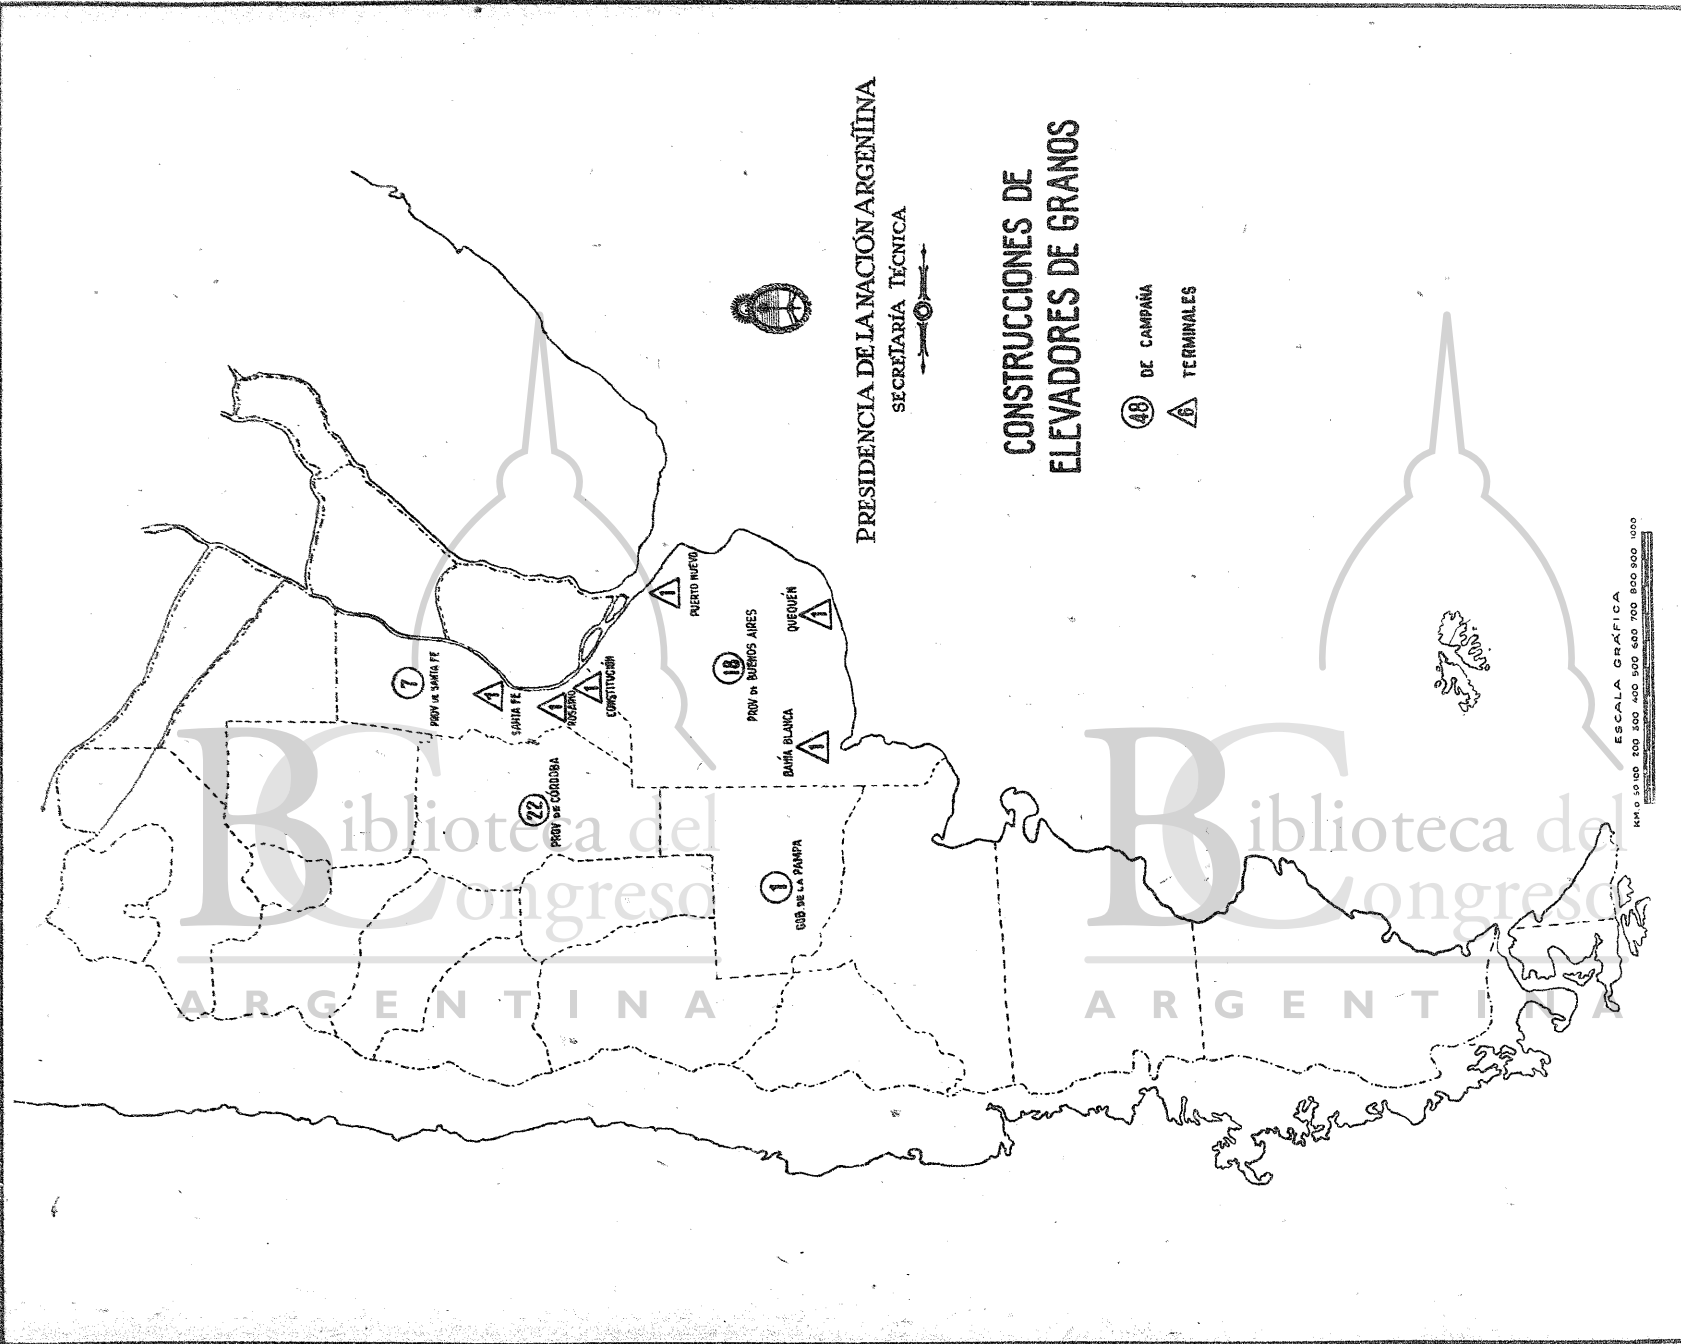 PRESIDENCIA DE LA NACIÓN ARGENTINA
SECRETARÍA TÉCNICA
CONSTRUCCIONES DE
ELEVADORES DE GRANOS
48 DE CAMPAÑA
6 TERMINALES
7
PROV DE SANTA FE
1
SANTA FE
1
ROSARIO
1
CONSTITUCIÓN
1
PUERTO NUEVO
18
PROV DE BUENOS AIRES
QUEQUÉN
1
BAHÍA BLANCA
1
22
PROV DE CÓRDOBA
1
GOB DE LA PAMPA
ESCALA GRÁFICA
KM.0 50 100 200 300 400 500 600 700 800 900 1000
BC
Biblioteca del
Congreso
ARGENTINA
BC
Biblioteca del
Congreso
ARGENTINA